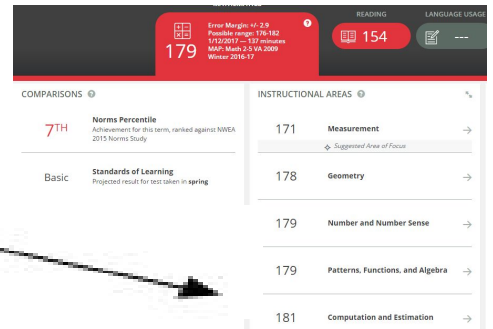 READING
LANGUAGE USAGE
179
Error Margin: +/- 2.9
Possible range: 176-182
1/12/2017 — 137 minutes
MAP: Math 2-5 VA 2009
Winter 2016-17
?
154
---
COMPARISONS ?
7TH
Norms Percentile
Achievement for this term, ranked against NWEA
2015 Norms Study
Basic
Standards of Learning
Projected result for test taken in spring
INSTRUCTIONAL AREAS ?
171 Measurement
Suggested Area of Focus
178 Geometry
179 Number and Number Sense
179 Patterns, Functions, and Algebra
181 Computation and Estimation